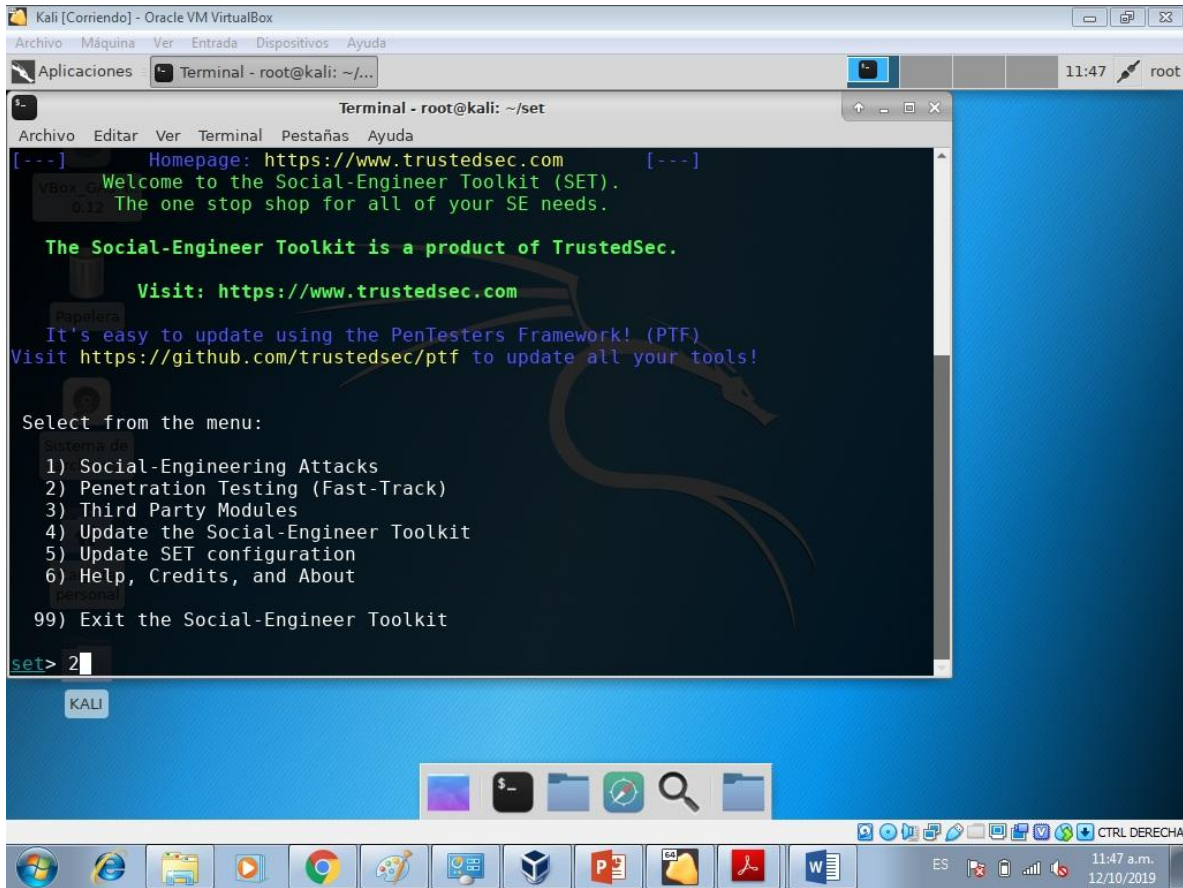 Kali [Corriendo] - Oracle VM VirtualBox
Archivo Máquina Ver Entrada Dispositivos Ayuda
Aplicaciones Terminal - root@kali: ~/... 11:47 root
Terminal - root@kali: ~/set
Archivo Editar Ver Terminal Pestañas Ayuda
[---] Homepage: https://www.trustedsec.com [---]
Welcome to the Social-Engineer Toolkit (SET).
The one stop shop for all of your SE needs.
The Social-Engineer Toolkit is a product of TrustedSec.
Visit: https://www.trustedsec.com
Papelera
It's easy to update using the PenTesters Framework! (PTF)
Visit https://github.com/trustedsec/ptf to update all your tools!
Select from the menu:
Sistema de
1) Social-Engineering Attacks
2) Penetration Testing (Fast-Track)
3) Third Party Modules
4) Update the Social-Engineer Toolkit
5) Update SET configuration
6) Help, Credits, and About
personal
99) Exit the Social-Engineer Toolkit
set> 2
KALI
CTRL DERECHA
64
ES 11:47 a.m.
12/10/2019